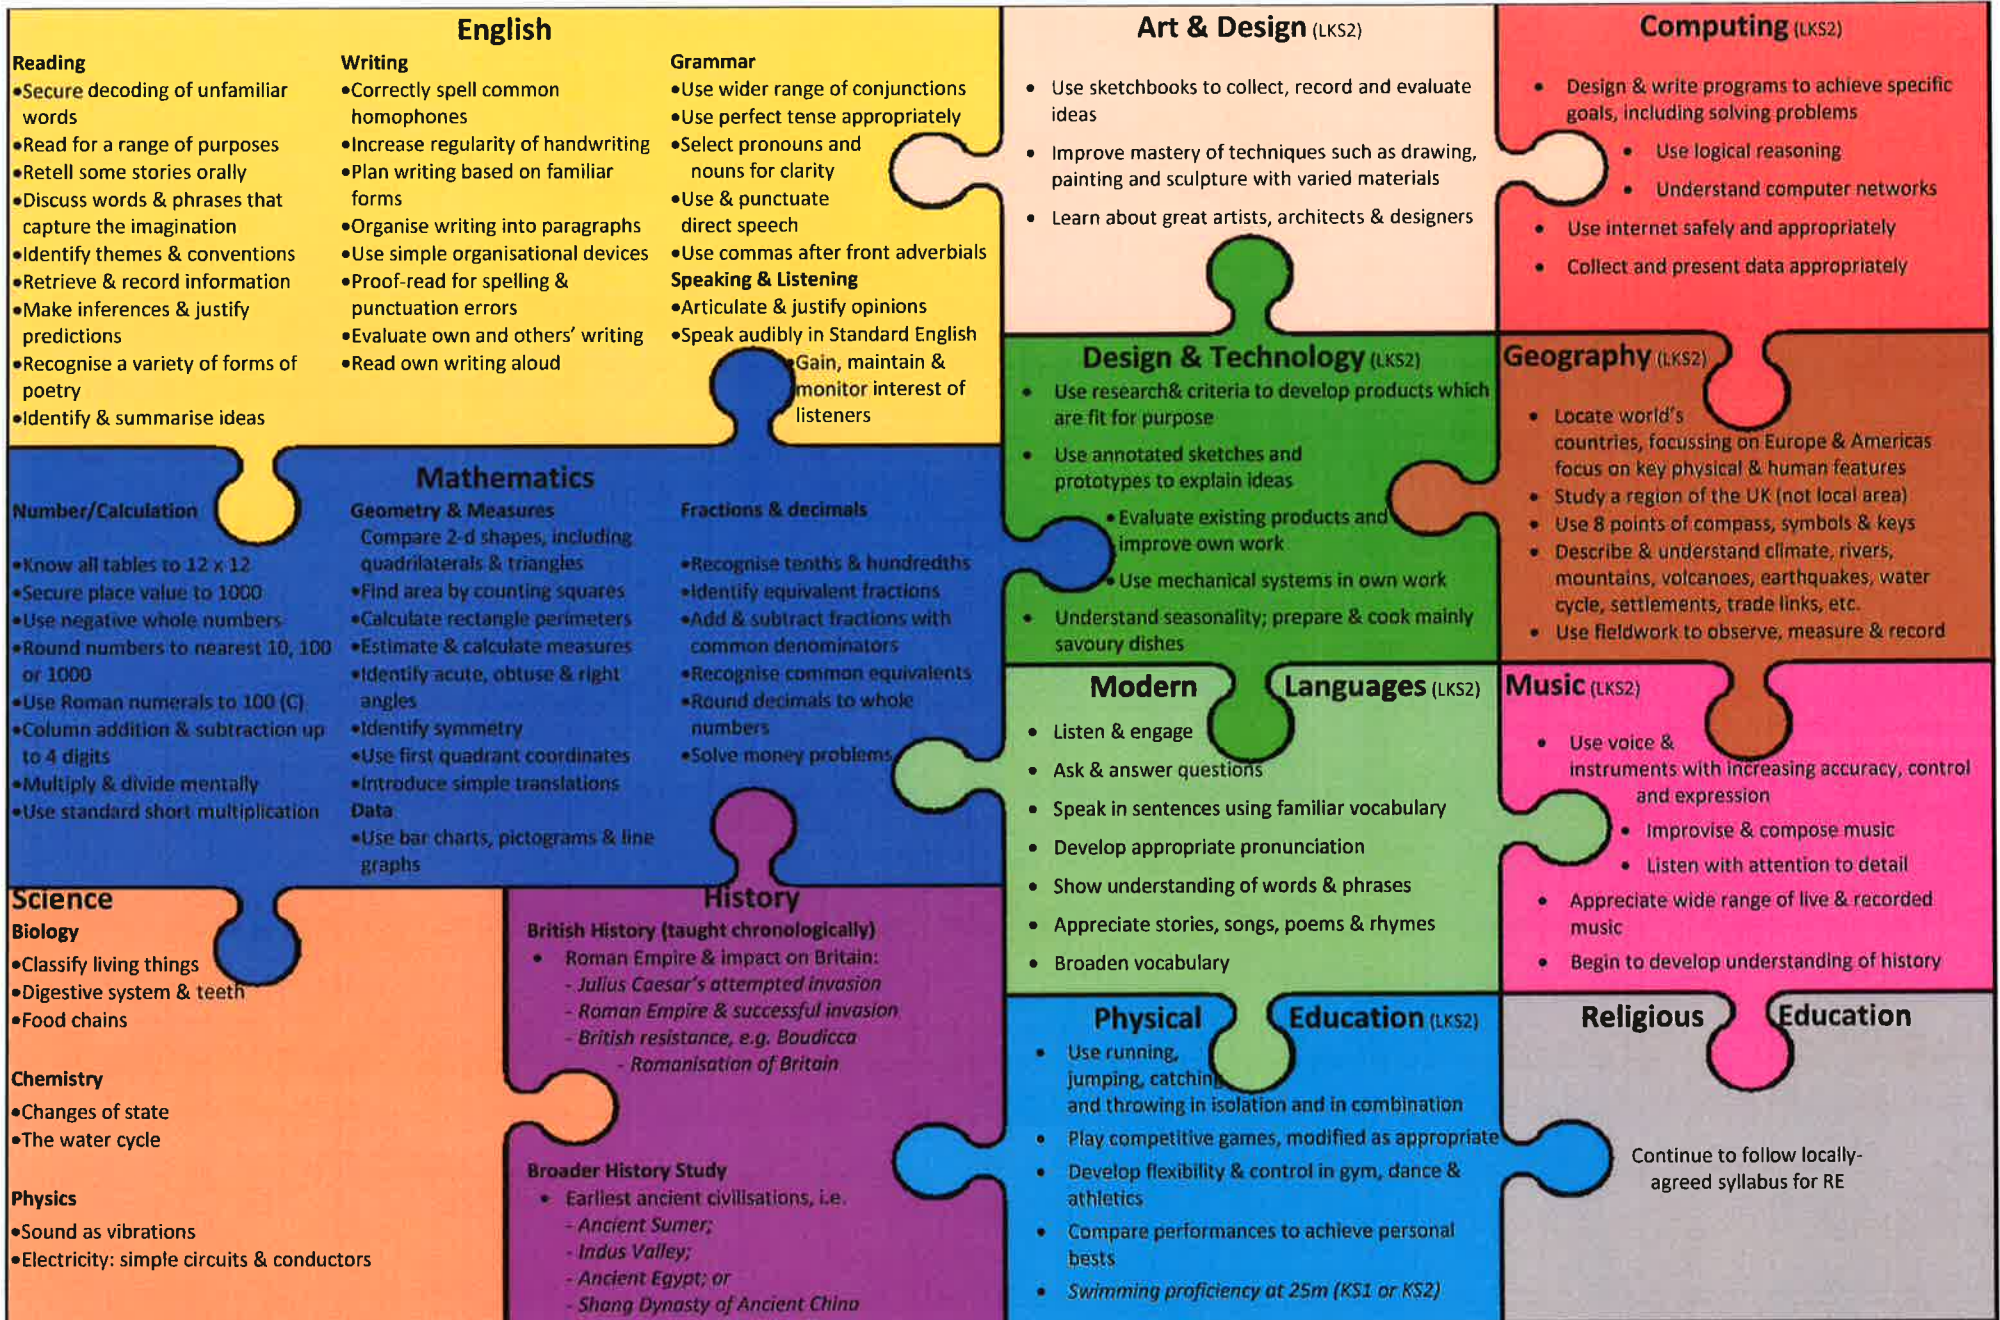 English
Reading
•Secure decoding of unfamiliar
words
•Read for a range of purposes
•Retell some stories orally
•Discuss words & phrases that
capture the imagination
•Identify themes & conventions
•Retrieve & record information
•Make inferences & justify
predictions
•Recognise a variety of forms of
poetry
•Identify & summarise ideas
Writing
•Correctly spell common
homophones
•Increase regularity of handwriting
•Plan writing based on familiar
forms
•Organise writing into paragraphs
•Use simple organisational devices
•Proof-read for spelling &
punctuation errors
•Evaluate own and others' writing
•Read own writing aloud
Grammar
•Use wider range of conjunctions
•Use perfect tense appropriately
•Select pronouns and
nouns for clarity
•Use & punctuate
direct speech
•Use commas after front adverbials
Speaking & Listening
•Articulate & justify opinions
•Speak audibly in Standard English
•Gain, maintain &
monitor interest of
listeners
Art & Design (LKS2)
• Use sketchbooks to collect, record and evaluate
ideas
• Improve mastery of techniques such as drawing,
painting and sculpture with varied materials
• Learn about great artists, architects & designers
Computing (LKS2)
• Design & write programs to achieve specific
goals, including solving problems
• Use logical reasoning
• Understand computer networks
• Use internet safely and appropriately
• Collect and present data appropriately
Mathematics
Number/Calculation
•Know all tables to 12 x 12
•Secure place value to 1000
•Use negative whole numbers
•Round numbers to nearest 10, 100
or 1000
•Use Roman numerals to 100 (C)
•Column addition & subtraction up
to 4 digits
•Multiply & divide mentally
•Use standard short multiplication
Geometry & Measures
Compare 2-d shapes, including
quadrilaterals & triangles
•Find area by counting squares
•Calculate rectangle perimeters
•Estimate & calculate measures
•Identify acute, obtuse & right
angles
•Identify symmetry
•Use first quadrant coordinates
•Introduce simple translations
Data
•Use bar charts, pictograms & line
graphs
Fractions & decimals
•Recognise tenths & hundredths
•Identify equivalent fractions
•Add & subtract fractions with
common denominators
•Recognise common equivalents
•Round decimals to whole
numbers
•Solve money problems
Design & Technology (LKS2)
• Use research& criteria to develop products which
are fit for purpose
• Use annotated sketches and
prototypes to explain ideas
• Evaluate existing products and
improve own work
• Use mechanical systems in own work
• Understand seasonality; prepare & cook mainly
savoury dishes
Geography (LKS2)
• Locate world's
countries, focussing on Europe & Americas
focus on key physical & human features
• Study a region of the UK (not local area)
• Use 8 points of compass, symbols & keys
• Describe & understand climate, rivers,
mountains, volcanoes, earthquakes, water
cycle, settlements, trade links, etc.
• Use fieldwork to observe, measure & record
Modern Languages (LKS2)
• Listen & engage
• Ask & answer questions
• Speak in sentences using familiar vocabulary
• Develop appropriate pronunciation
• Show understanding of words & phrases
• Appreciate stories, songs, poems & rhymes
• Broaden vocabulary
Music (LKS2)
• Use voice &
instruments with increasing accuracy, control
and expression
• Improvise & compose music
• Listen with attention to detail
• Appreciate wide range of live & recorded
music
• Begin to develop understanding of history
Science
Biology
•Classify living things
•Digestive system & teeth
•Food chains
Chemistry
•Changes of state
•The water cycle
Physics
•Sound as vibrations
•Electricity: simple circuits & conductors
History
British History (taught chronologically)
• Roman Empire & impact on Britain:
- Julius Caesar's attempted invasion
- Roman Empire & successful invasion
- British resistance, e.g. Boudicca
- Romanisation of Britain
Broader History Study
• Earliest ancient civilisations, i.e.
- Ancient Sumer;
- Indus Valley;
- Ancient Egypt; or
- Shang Dynasty of Ancient China
Physical Education (LKS2)
• Use running,
jumping, catching
and throwing in isolation and in combination
• Play competitive games, modified as appropriate
• Develop flexibility & control in gym, dance &
athletics
• Compare performances to achieve personal
bests
• Swimming proficiency at 25m (KS1 or KS2)
Religious Education
Continue to follow locally-
agreed syllabus for RE